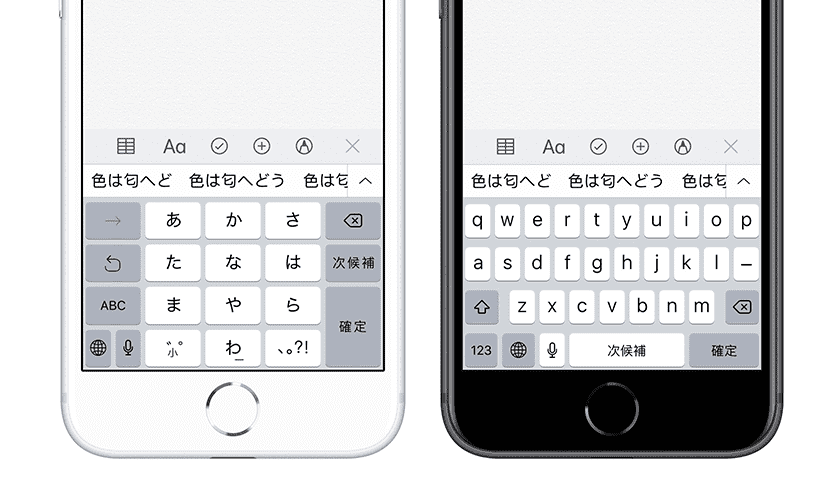 Aa
色は匂へど 色は匂へどう 色は匂
あ か さ
た な は 次候補
ABC ま や ら 確定
゛゜小 わ_ 、。?!
Aa
色は匂へど 色は匂へどう 色は匂
q w e r t y u i o p
a s d f g h j k l ー
z x c v b n m
123 次候補 確定